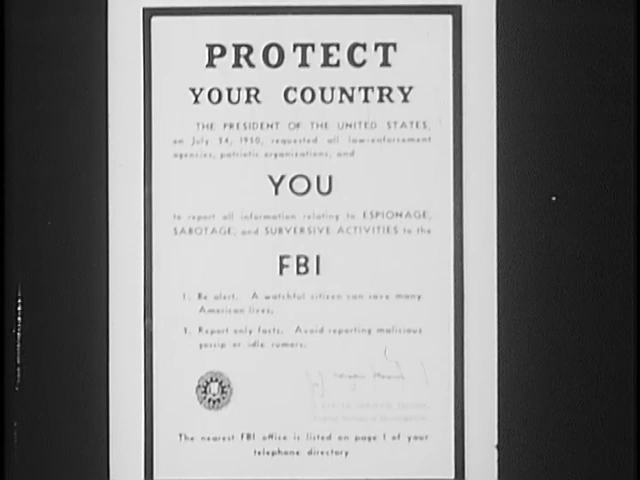 PROTECT
YOUR COUNTRY
THE PRESIDENT OF THE UNITED STATES,
on July 24, 1950, requested all law-enforcement
agencies, patriotic organizations, and
YOU
to report all information relating to ESPIONAGE,
SABOTAGE, and SUBVERSIVE ACTIVITIES to the
FBI
1. Be alert. A watchful citizen can save many
American lives.
Report only facts. Avoid reporting malicious
gossip or idle rumors.
The nearest FBI office is listed on page 1 of your
telephone directory